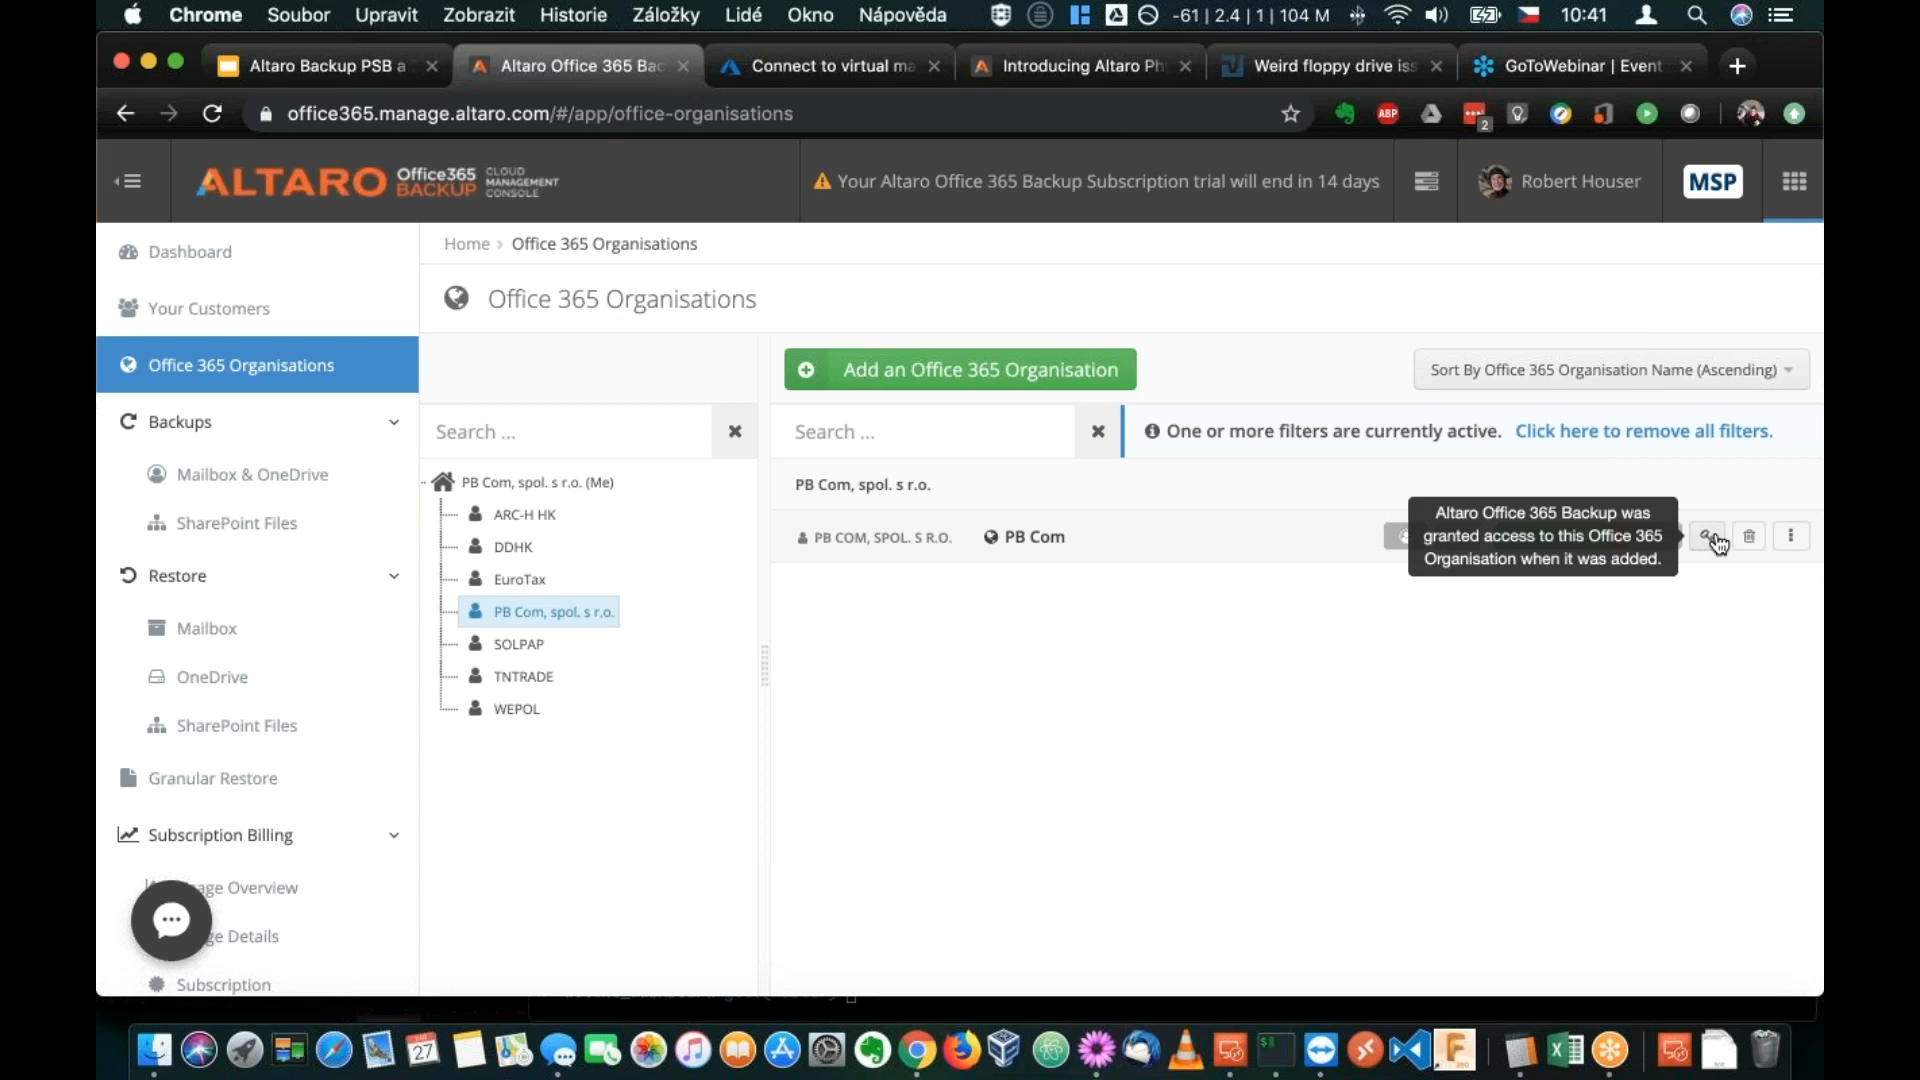 Chrome Soubor Upravit Zobrazit Historie Záložky Lidé Okno Nápověda -61 | 2.4 | 1 | 104 M 10:41
Altaro Backup PSB a Altaro Office 365 Bac Connect to virtual ma Introducing Altaro Ph Weird floppy drive iss GoToWebinar | Event
office365.manage.altaro.com/#/app/office-organisations ABP 2
ALTARO Office365 BACKUP CLOUD MANAGEMENT CONSOLE
Your Altaro Office 365 Backup Subscription trial will end in 14 days Robert Houser MSP
Dashboard
Your Customers
Office 365 Organisations
Backups
Mailbox & OneDrive
SharePoint Files
Restore
Mailbox
OneDrive
SharePoint Files
Granular Restore
Subscription Billing
age Overview
ge Details
Subscription
Home > Office 365 Organisations
Office 365 Organisations
Add an Office 365 Organisation Sort By Office 365 Organisation Name (Ascending)
Search ...
PB Com, spol. s r.o. (Me)
ARC-H HK
DDHK
EuroTax
PB Com, spol. s r.o.
SOLPAP
TNTRADE
WEPOL
Search ... One or more filters are currently active. Click here to remove all filters.
PB Com, spol. s r.o.
PB COM, SPOL. S R.O. PB Com
Altaro Office 365 Backup was
granted access to this Office 365
Organisation when it was added.
27